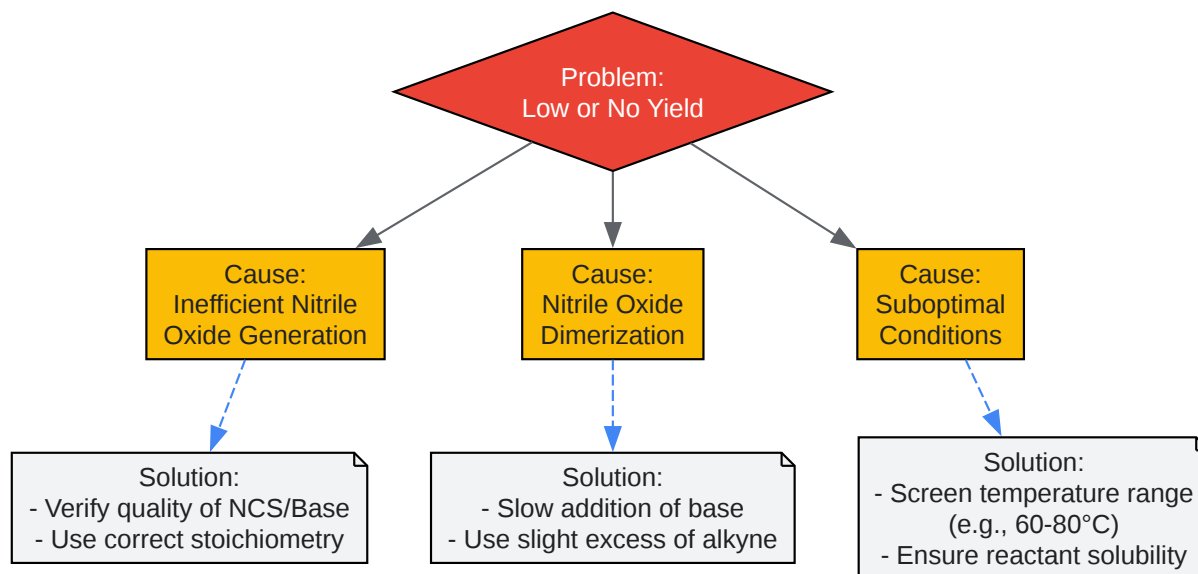 Problem:
Low or No Yield
Cause:
Inefficient Nitrile
Oxide Generation
Cause:
Nitrile Oxide
Dimerization
Cause:
Suboptimal
Conditions
Solution:
- Verify quality of NCS/Base
- Use correct stoichiometry
Solution:
- Slow addition of base
- Use slight excess of alkyne
Solution:
- Screen temperature range
(e.g., 60-80°C)
- Ensure reactant solubility